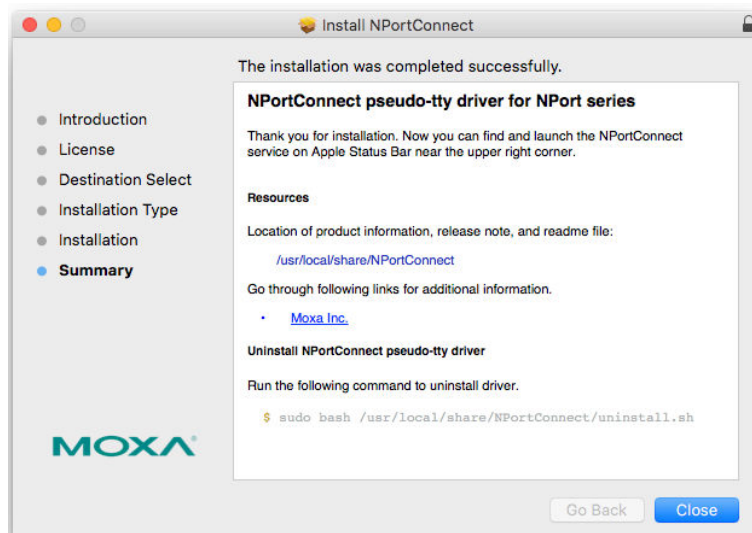 Install NPortConnect
The installation was completed successfully.
Introduction
License
Destination Select
Installation Type
Installation
Summary
NPortConnect pseudo-tty driver for NPort series
Thank you for installation. Now you can find and launch the NPortConnect
service on Apple Status Bar near the upper right corner.
Resources
Location of product information, release note, and readme file:
/usr/local/share/NPortConnect
Go through following links for additional information.
• Moxa Inc.
Uninstall NPortConnect pseudo-tty driver
Run the following command to uninstall driver.
$ sudo bash /usr/local/share/NPortConnect/uninstall.sh
MOXA®
Go Back
Close